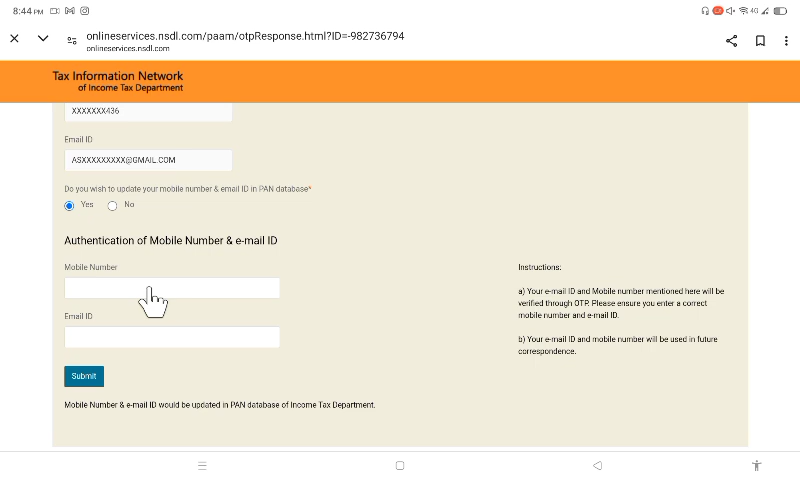 8:44 PM
4G
onlineservices.nsdl.com/paam/otpResponse.html?ID=-982736794
onlineservices.nsdl.com
Tax Information Network
of Income Tax Department
XXXXXXX436
Email ID
ASXXXXXXXXX@GMAIL.COM
Do you wish to update your mobile number & email ID in PAN database*
Yes No
Authentication of Mobile Number & e-mail ID
Mobile Number
Email ID
Submit
Mobile Number & e-mail ID would be updated in PAN database of Income Tax Department.
Instructions:
a) Your e-mail ID and Mobile number mentioned here will be
verified through OTP. Please ensure you enter a correct
mobile number and e-mail ID.
b) Your e-mail ID and mobile number will be used in future
correspondence.